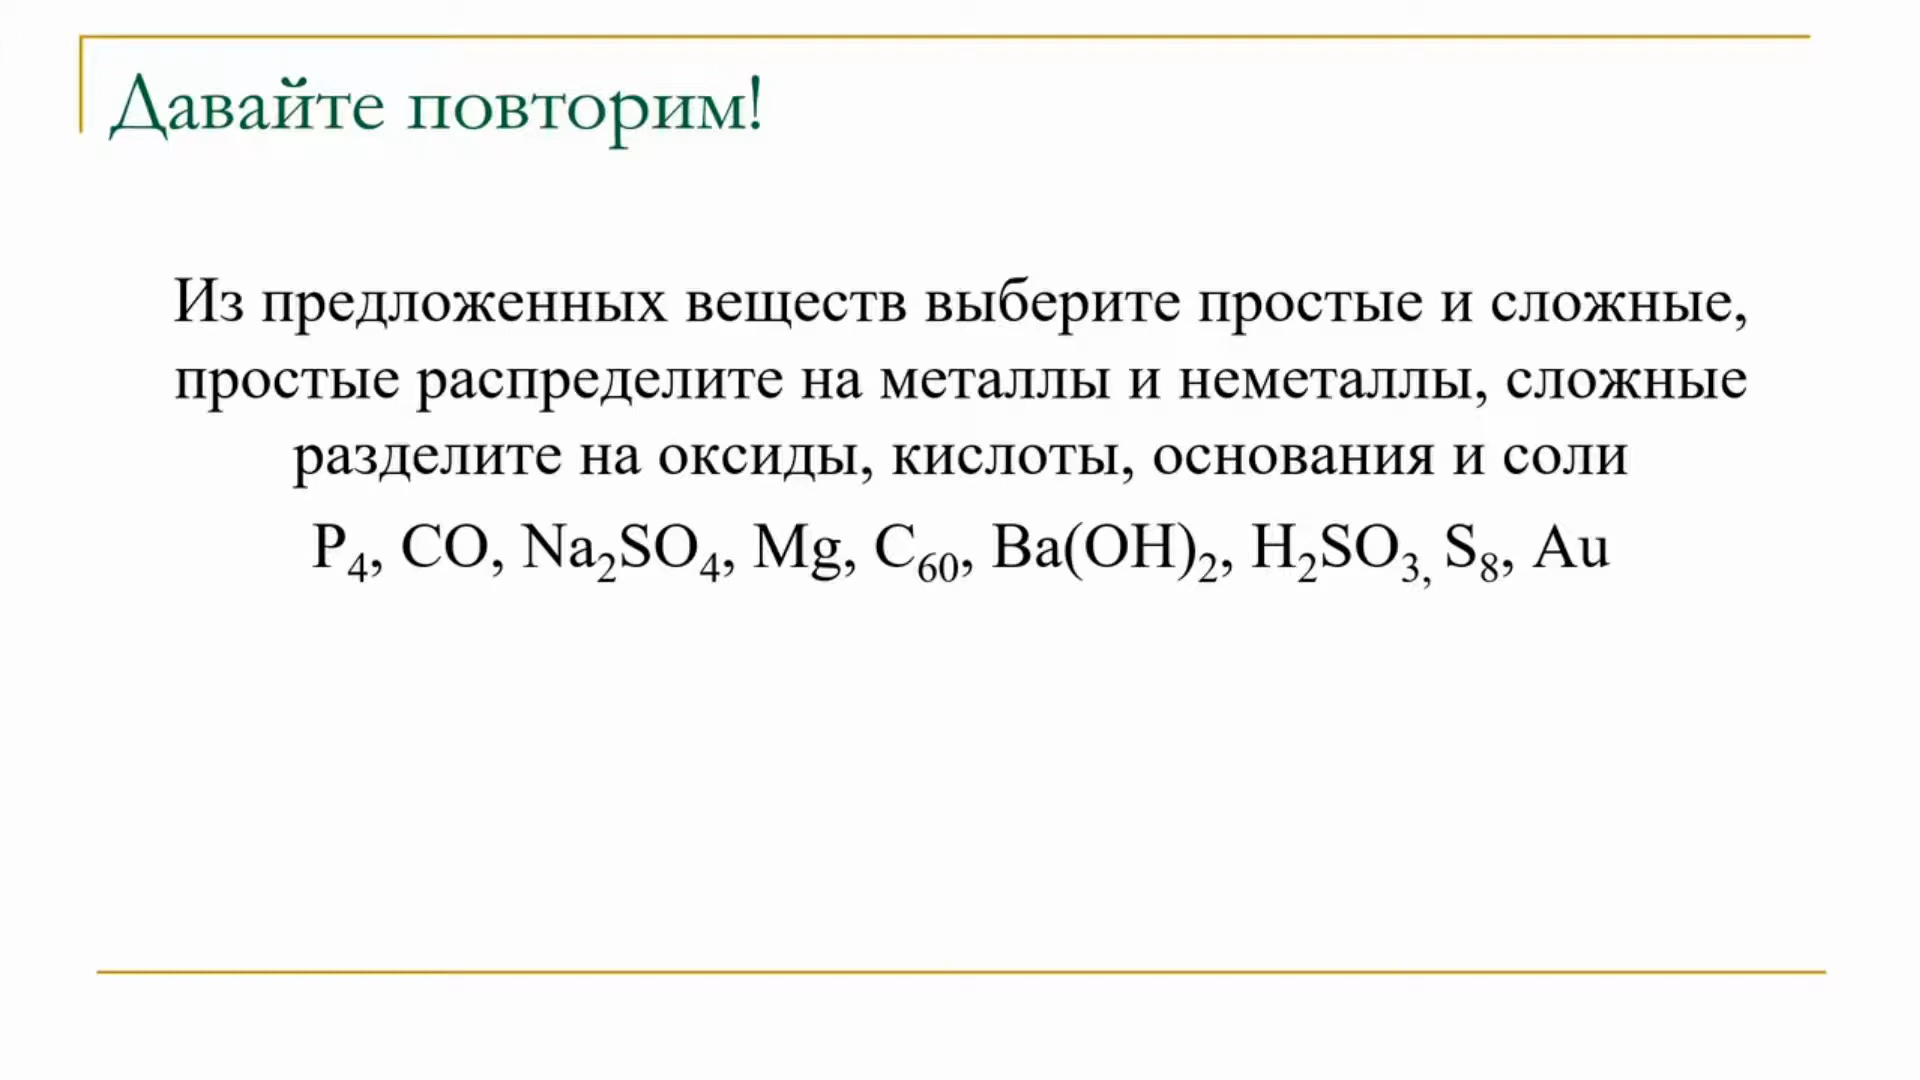 Давайте повторим!
Из предложенных веществ выберите простые и сложные,
простые распределите на металлы и неметаллы, сложные
разделите на оксиды, кислоты, основания и соли
P₄, CO, Na₂SO₄, Mg, C₆₀, Ba(OH)₂, H₂SO₃, S₈, Au